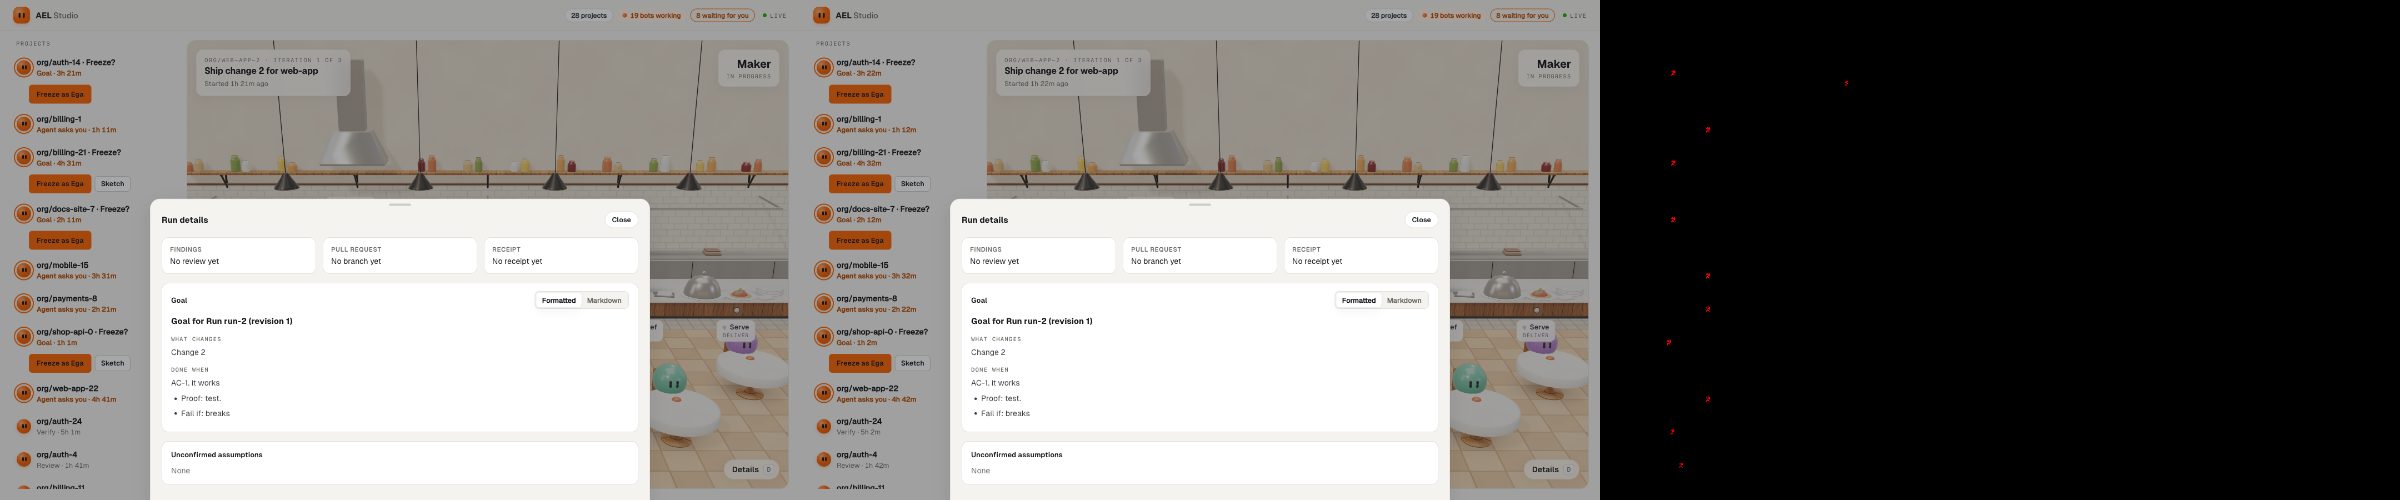 AEL Studio
28 projects
19 bots working
8 waiting for you
LIVE
PROJECTS
org/auth-14 · Freeze?
Goal · 3h 21m
Freeze as Ega
org/billing-1
Agent asks you · 1h 11m
org/billing-21 · Freeze?
Goal · 4h 31m
Freeze as Ega
Sketch
org/docs-site-7 · Freeze?
Goal · 2h 11m
Freeze as Ega
org/mobile-15
Agent asks you · 3h 31m
org/payments-8
Agent asks you · 2h 21m
org/shop-api-0 · Freeze?
Goal · 1h 1m
Freeze as Ega
Sketch
org/web-app-22
Agent asks you · 4h 41m
org/auth-24
Verify · 5h 1m
org/auth-4
Review · 1h 41m
org/billing-11
ORG/WEB-APP-2 · ITERATION 1 OF 3
Ship change 2 for web-app
Started 1h 21m ago
Maker
IN PROGRESS
Serve
DELIVER
Details D
Run details
Close
FINDINGS
No review yet
PULL REQUEST
No branch yet
RECEIPT
No receipt yet
Goal
Formatted
Markdown
Goal for Run run-2 (revision 1)
WHAT CHANGES
Change 2
DONE WHEN
AC-1. it works
• Proof: test.
• Fail if: breaks
Unconfirmed assumptions
None
AEL Studio
28 projects
19 bots working
8 waiting for you
LIVE
PROJECTS
org/auth-14 · Freeze?
Goal · 3h 22m
Freeze as Ega
org/billing-1
Agent asks you · 1h 12m
org/billing-21 · Freeze?
Goal · 4h 32m
Freeze as Ega
Sketch
org/docs-site-7 · Freeze?
Goal · 2h 12m
Freeze as Ega
org/mobile-15
Agent asks you · 3h 32m
org/payments-8
Agent asks you · 2h 22m
org/shop-api-0 · Freeze?
Goal · 1h 2m
Freeze as Ega
Sketch
org/web-app-22
Agent asks you · 4h 42m
org/auth-24
Verify · 5h 2m
org/auth-4
Review · 1h 42m
org/billing-11
ORG/WEB-APP-2 · ITERATION 1 OF 3
Ship change 2 for web-app
Started 1h 22m ago
Maker
IN PROGRESS
Serve
DELIVER
Details D
Run details
Close
FINDINGS
No review yet
PULL REQUEST
No branch yet
RECEIPT
No receipt yet
Goal
Formatted
Markdown
Goal for Run run-2 (revision 1)
WHAT CHANGES
Change 2
DONE WHEN
AC-1. it works
• Proof: test.
• Fail if: breaks
Unconfirmed assumptions
None